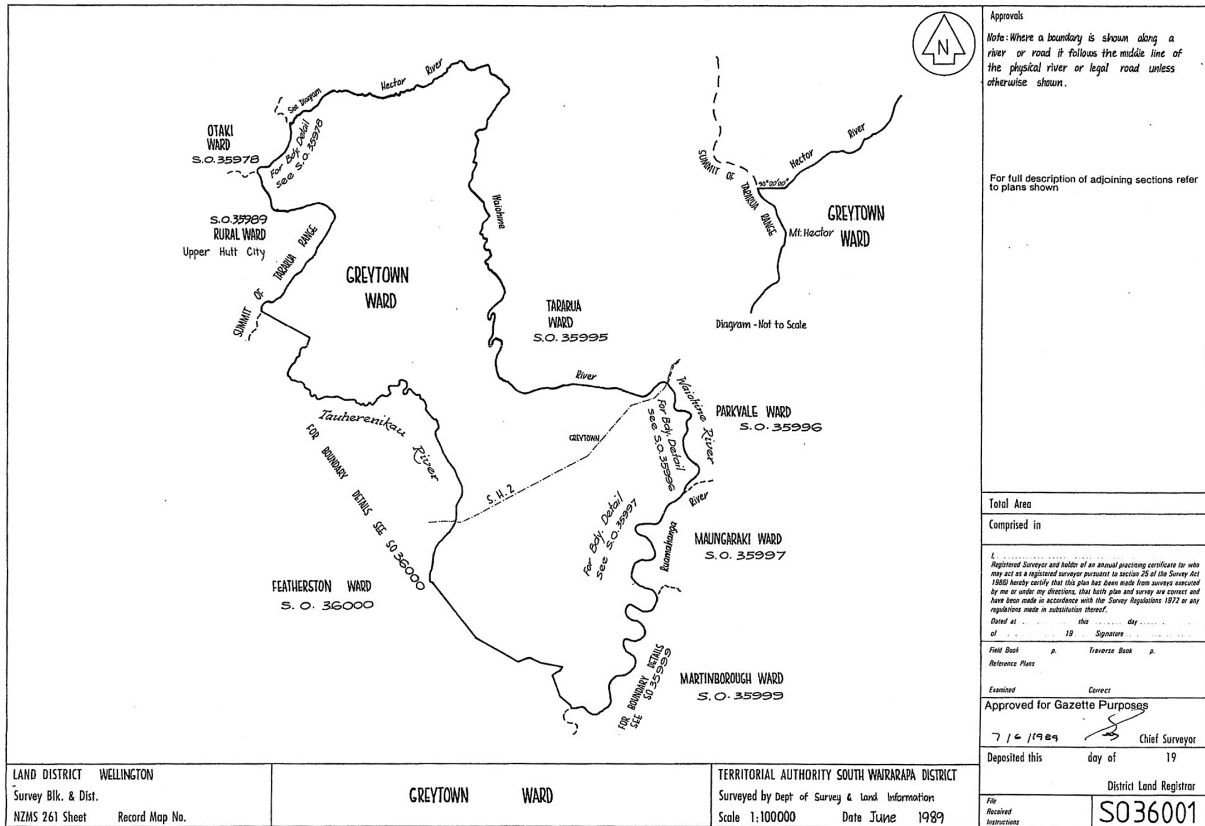 N
Hector River
See Diagram
For Bdy. Detail
see S.O. 35978
OTAKI
WARD
S.O. 35978
S.O. 35989
RURAL WARD
Upper Hutt City
SUMMIT OF TARARUA RANGE
GREYTOWN
WARD
Waiohine
TARARUA
WARD
S.O. 35995
River
Tauherenikau River
FOR BOUNDARY DETAILS SEE SO 36000
GREYTOWN
S.H. 2
Waiohine River
For Bdy. Detail
see S.O. 35996
PARKVALE WARD
S.O. 35996
For Bdy. Detail
see S.O. 35997
Ruamahanga River
MAUNGARAKI WARD
S.O. 35997
FEATHERSTON WARD
S.O. 36000
FOR BOUNDARY DETAILS
SEE SO 35999
MARTINBOROUGH WARD
S.O. 35999
SUMMIT OF TARARUA RANGE
90°00'00"
Hector River
Mt. Hector
GREYTOWN
WARD
Diagram - Not to Scale
Approvals
Note: Where a boundary is shown along a
river or road it follows the middle line of
the physical river or legal road unless
otherwise shown.
For full description of adjoining sections refer
to plans shown
Total Area
Comprised in
I,
Registered Surveyor and holder of an annual practising certificate (or who
may act as a registered surveyor pursuant to section 25 of the Survey Act
1986) hereby certify that this plan has been made from surveys executed
by me or under my directions, that both plan and survey are correct and
have been made in accordance with the Survey Regulations 1972 or any
regulations made in substitution thereof.
Dated at this day
of 19 Signature
Field Book p. Traverse Book p.
Reference Plans
Examined Correct
Approved for Gazette Purposes
7/6/1989 Chief Surveyor
Deposited this day of 19
District Land Registrar
File
Received
Instructions
SO36001
LAND DISTRICT WELLINGTON
Survey Blk. & Dist.
NZMS 261 Sheet Record Map No.
GREYTOWN WARD
TERRITORIAL AUTHORITY SOUTH WAIRARAPA DISTRICT
Surveyed by Dept of Survey & Land Information
Scale 1:100000 Date June 1989